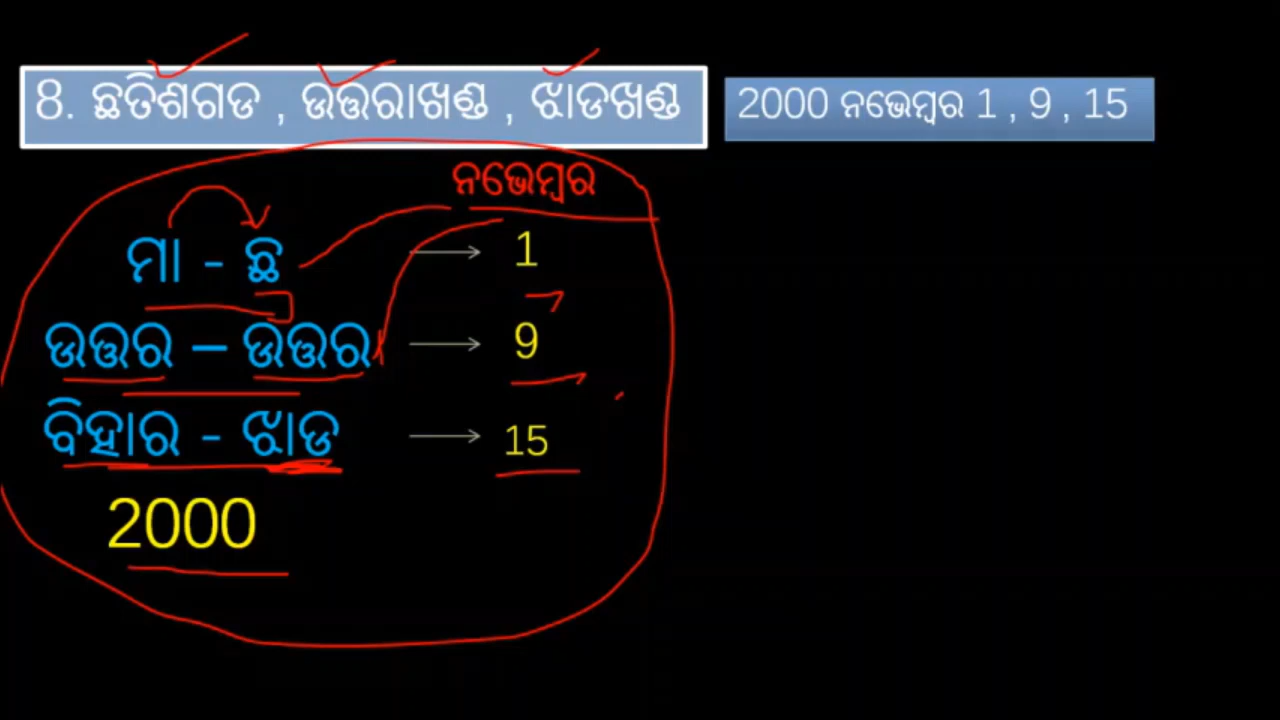 8. ଛତିଶଗଡ , ଉତ୍ତରାଖଣ୍ଡ , ଝାଡଖଣ୍ଡ
2000 ନଭେମ୍ବର 1 , 9 , 15
ନଭେମ୍ବର
ମା - ଛ → 1
ଉତ୍ତର – ଉତ୍ତର → 9
ବିହାର - ଝାଡ → 15
2000